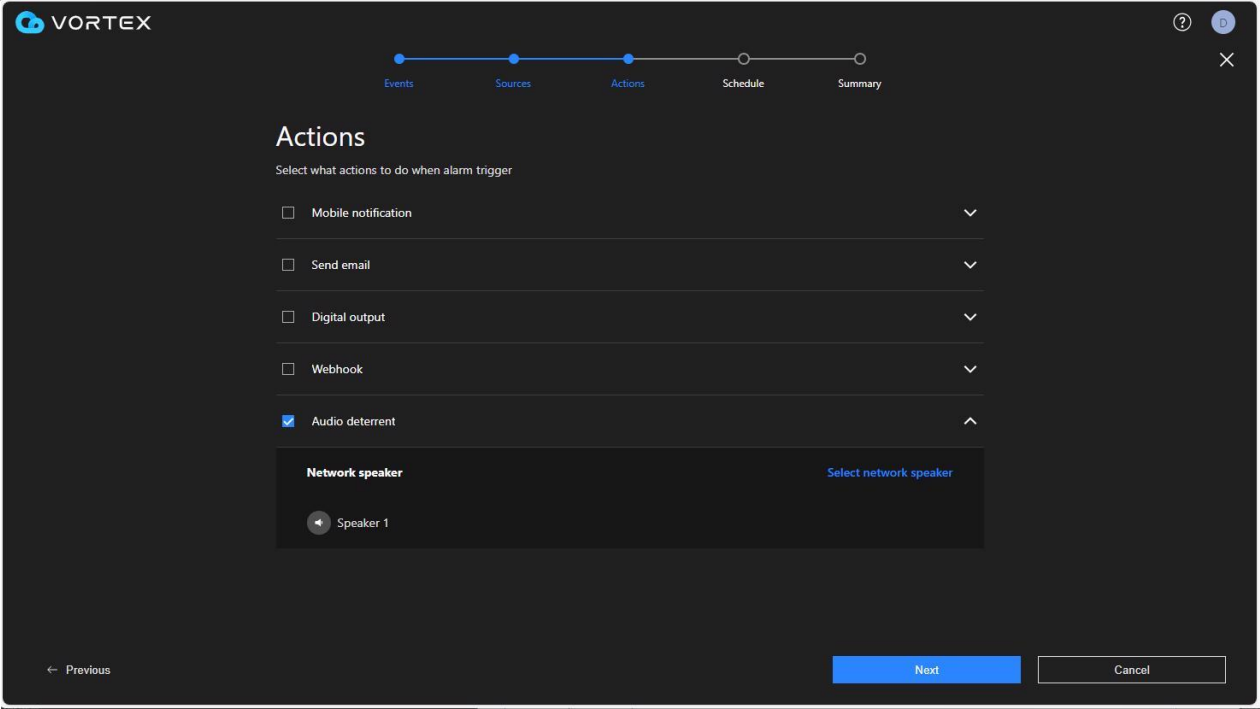 VORTEX
? D
Events Sources Actions Schedule Summary
Actions
Select what actions to do when alarm trigger
Mobile notification
Send email
Digital output
Webhook
Audio deterrent
Network speaker Select network speaker
Speaker 1
Previous Next Cancel